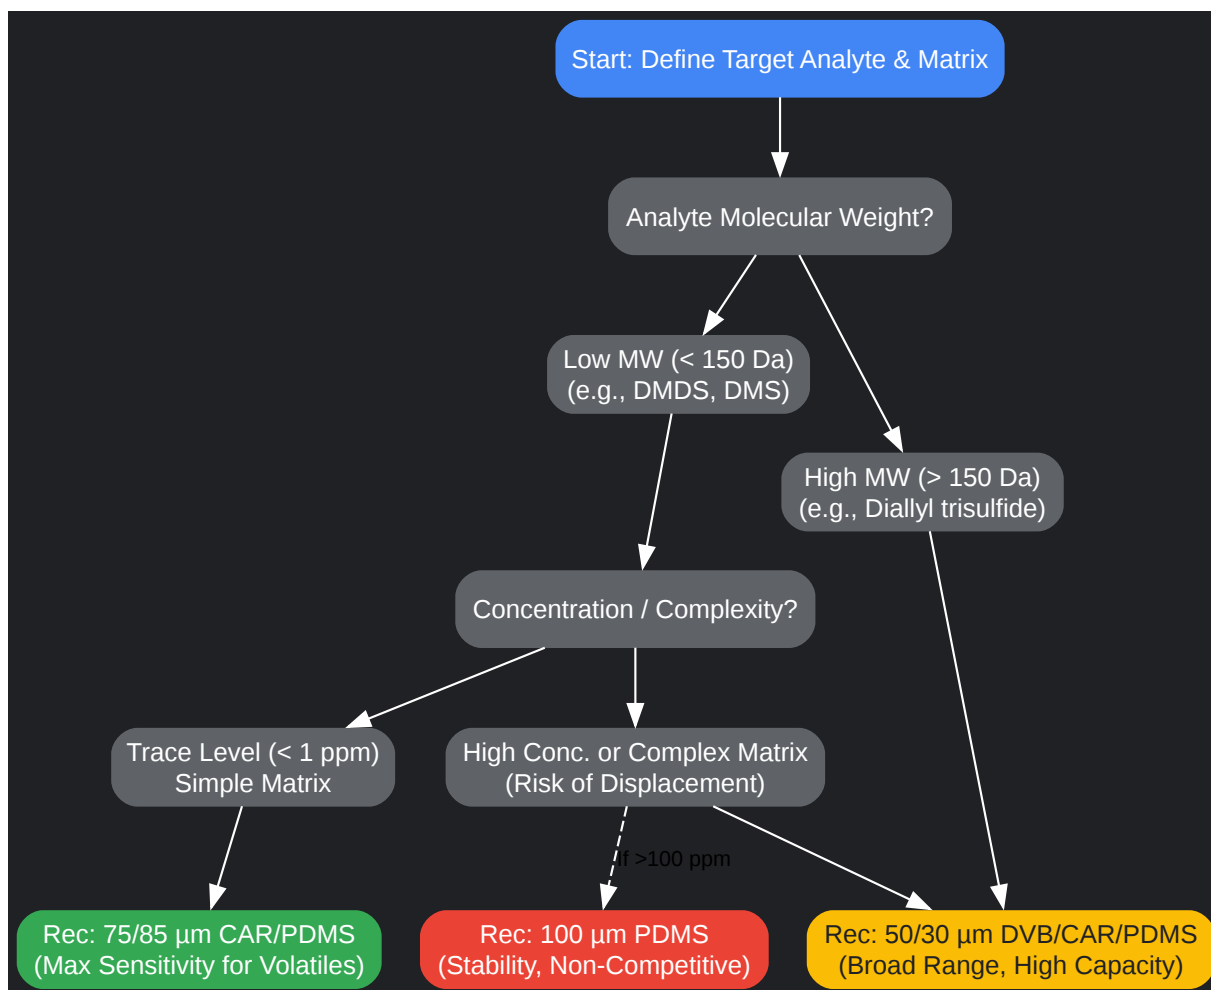 Start: Define Target Analyte & Matrix
Analyte Molecular Weight?
Low MW (< 150 Da)
(e.g., DMDS, DMS)
High MW (> 150 Da)
(e.g., Diallyl trisulfide)
Concentration / Complexity?
Trace Level (< 1 ppm)
Simple Matrix
High Conc. or Complex Matrix
(Risk of Displacement)
If >100 ppm
Rec: 75/85 µm CAR/PDMS
(Max Sensitivity for Volatiles)
Rec: 100 µm PDMS
(Stability, Non-Competitive)
Rec: 50/30 µm DVB/CAR/PDMS
(Broad Range, High Capacity)